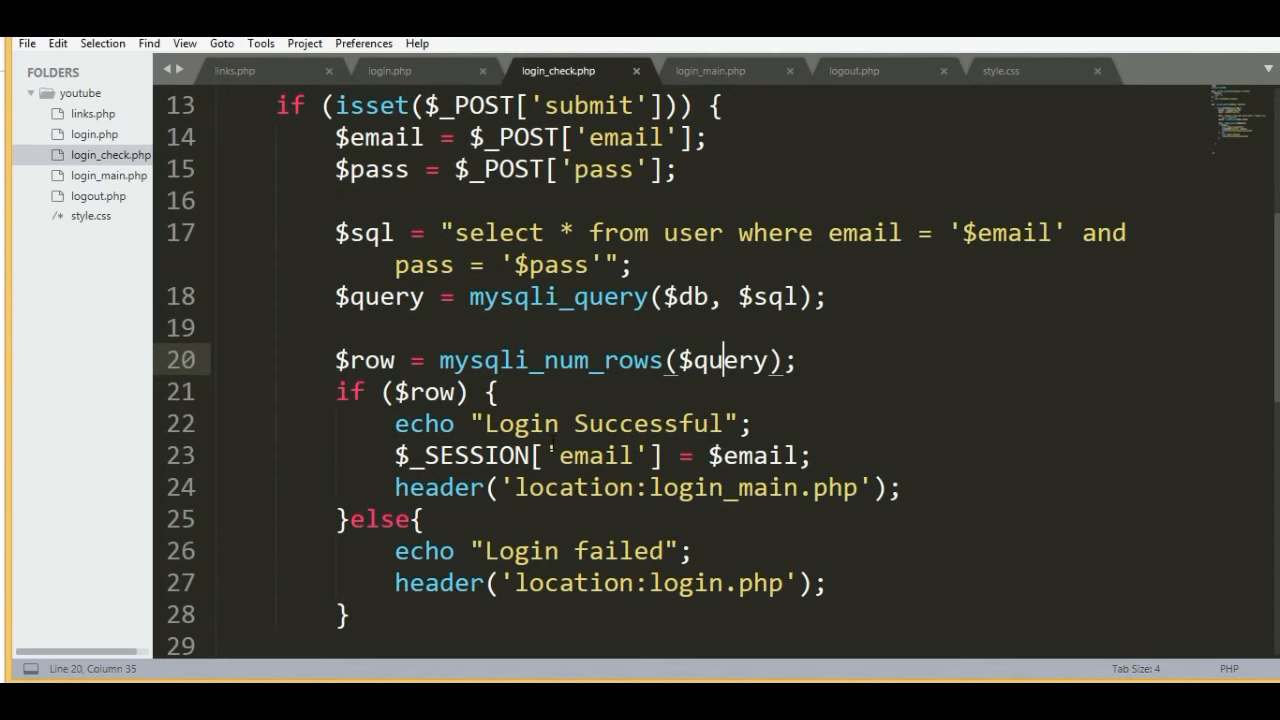 File Edit Selection Find View Goto Tools Project Preferences Help
FOLDERS
youtube
links.php
login.php
login_check.php
login_main.php
logout.php
/* style.css
links.php × login.php × login_check.php × login_main.php × logout.php × style.css ×
13 if (isset($_POST['submit'])) {
14 $email = $_POST['email'];
15 $pass = $_POST['pass'];
16
17 $sql = "select * from user where email = '$email' and
pass = '$pass'";
18 $query = mysqli_query($db, $sql);
19
20 $row = mysqli_num_rows($query);
21 if ($row) {
22 echo "Login Successful";
23 $_SESSION['email'] = $email;
24 header('location:login_main.php');
25 }else{
26 echo "Login failed";
27 header('location:login.php');
28 }
29
Line 20, Column 35 Tab Size: 4 PHP